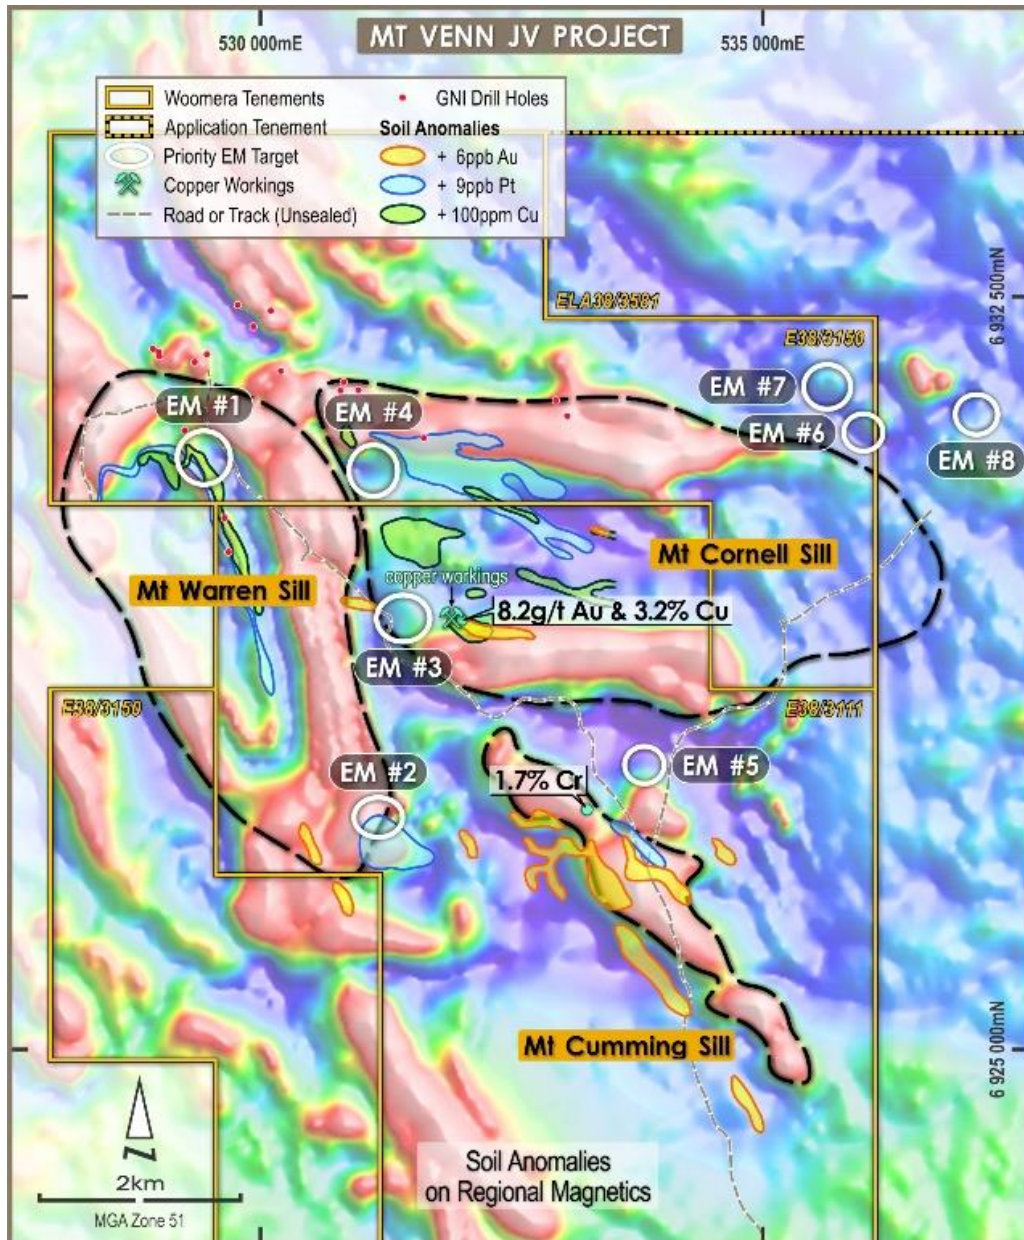 MT VENN JV PROJECT
530 000mE
535 000mE
Woomera Tenements
Application Tenement
Priority EM Target
Copper Workings
Road or Track (Unsealed)
GNI Drill Holes
Soil Anomalies
+ 6ppb Au
+ 9ppb Pt
+ 100ppm Cu
6 932 500mN
ELA38/3581
E38/3150
EM #7
EM #1
EM #4
EM #6
EM #8
Mt Cornell Sill
copper workings
Mt Warren Sill
8.2g/t Au & 3.2% Cu
EM #3
E38/3150
E38/3111
EM #2
EM #5
1.7% Cr
Mt Cumming Sill
6 925 000mN
N
2km
MGA Zone 51
Soil Anomalies
on Regional Magnetics